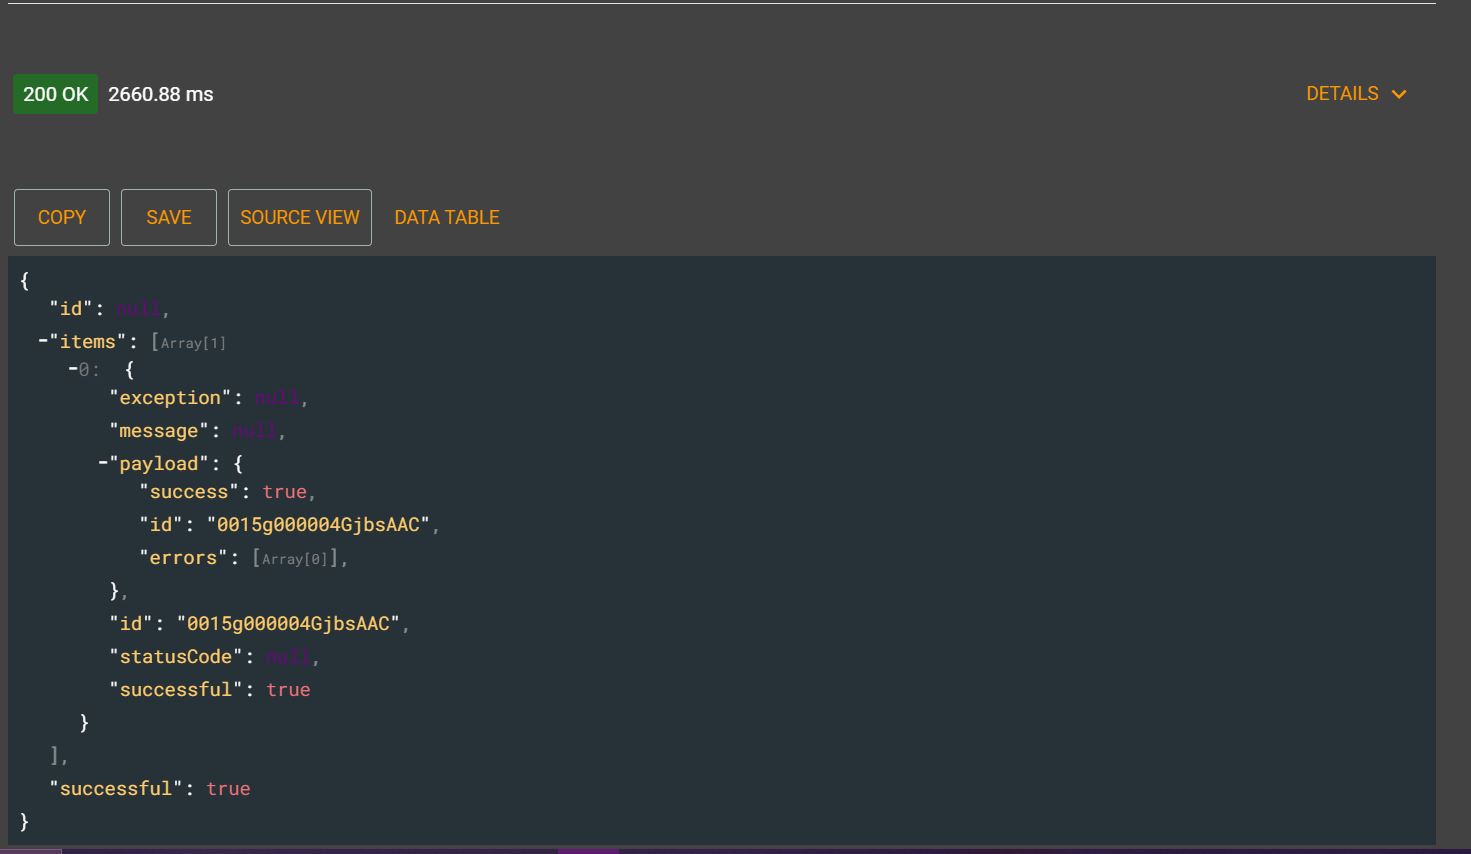 200 OK 2660.88 ms DETAILS
COPY SAVE SOURCE VIEW DATA TABLE
{
"id": null,
-"items": [Array[1]
-0: {
"exception": null,
"message": null,
-"payload": {
"success": true,
"id": "0015g000004GjbsAAC",
"errors": [Array[0]],
},
"id": "0015g000004GjbsAAC",
"statusCode": null,
"successful": true
}
],
"successful": true
}